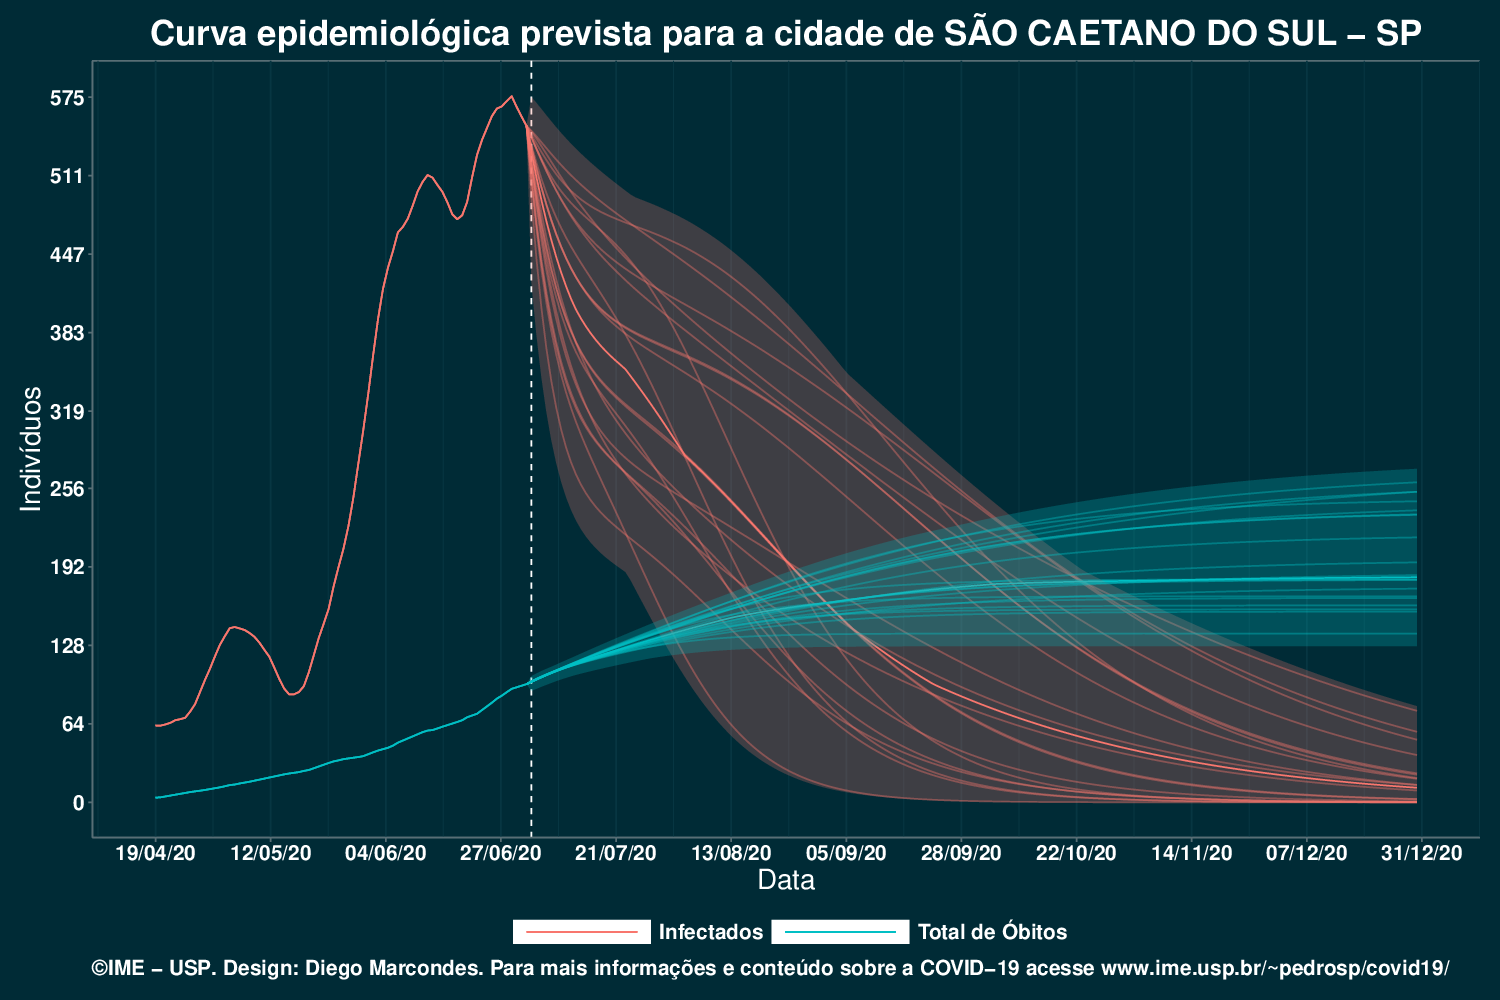 Curva epidemiológica prevista para a cidade de SÃO CAETANO DO SUL – SP
575
511
447
383
319
256
192
128
64
0
Indivíduos
19/04/20 12/05/20 04/06/20 27/06/20 21/07/20 13/08/20 05/09/20 28/09/20 22/10/20 14/11/20 07/12/20 31/12/20
Data
Infectados Total de Óbitos
©IME – USP. Design: Diego Marcondes. Para mais informações e conteúdo sobre a COVID–19 acesse www.ime.usp.br/~pedrosp/covid19/